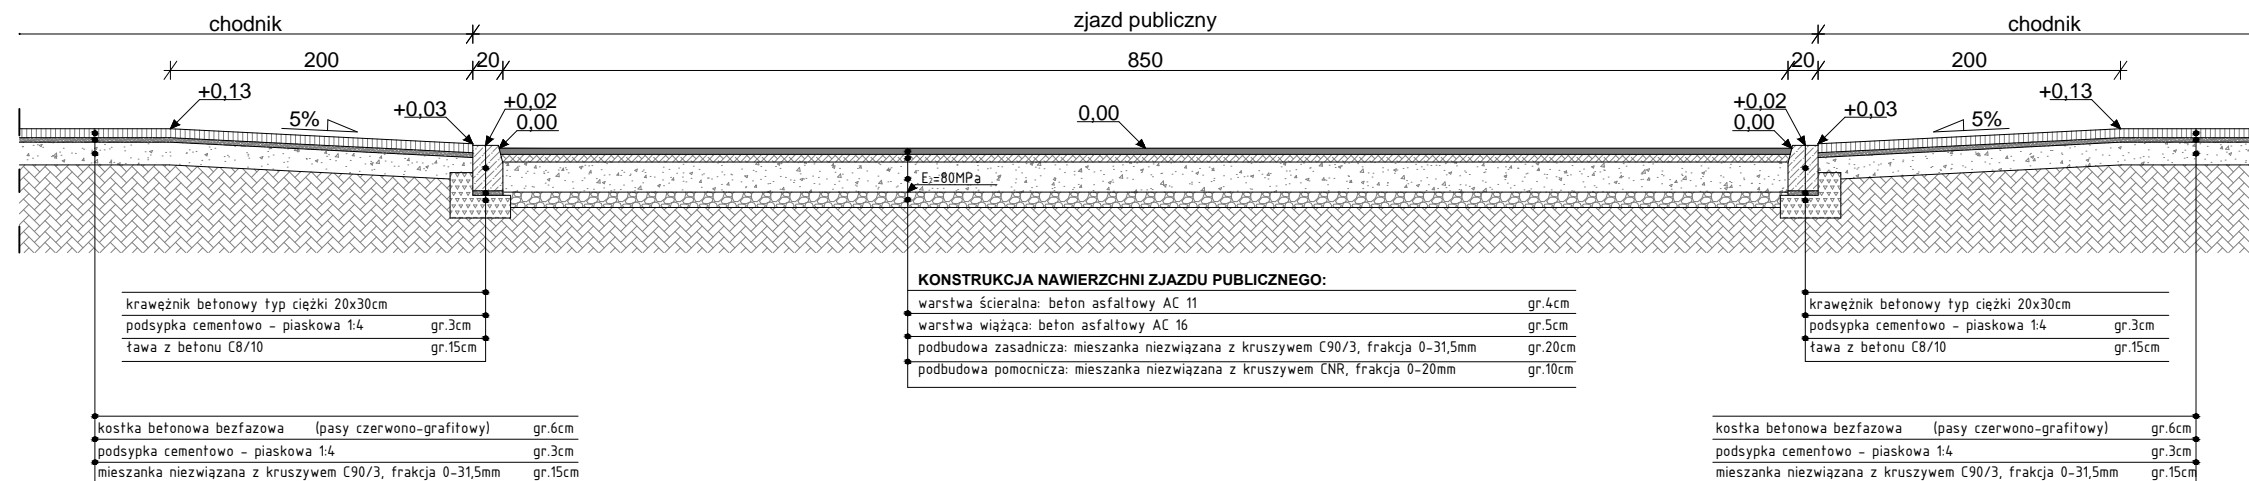 chodnik zjazd publiczny chodnik
200 20 850 20 200
+0,13 +0,03 +0,02 0,00 0,00 +0,02 0,00 +0,03 +0,13
5% 5%
E₂=80MPa
KONSTRUKCJA NAWIERZCHNI ZJAZDU PUBLICZNEGO:
warstwa ścieralna: beton asfaltowy AC 11 gr.4cm
warstwa wiążąca: beton asfaltowy AC 16 gr.5cm
podbudowa zasadnicza: mieszanka niezwiązana z kruszywem C90/3, frakcja 0-31,5mm gr.20cm
podbudowa pomocnicza: mieszanka niezwiązana z kruszywem CNR, frakcja 0-20mm gr.10cm
krawężnik betonowy typ ciężki 20x30cm
podsypka cementowo - piaskowa 1:4 gr.3cm
ława z betonu C8/10 gr.15cm
krawężnik betonowy typ ciężki 20x30cm
podsypka cementowo - piaskowa 1:4 gr.3cm
ława z betonu C8/10 gr.15cm
kostka betonowa bezfazowa (pasy czerwono-grafitowy) gr.6cm
podsypka cementowo - piaskowa 1:4 gr.3cm
mieszanka niezwiązana z kruszywem C90/3, frakcja 0-31,5mm gr.15cm
kostka betonowa bezfazowa (pasy czerwono-grafitowy) gr.6cm
podsypka cementowo - piaskowa 1:4 gr.3cm
mieszanka niezwiązana z kruszywem C90/3, frakcja 0-31,5mm gr.15cm